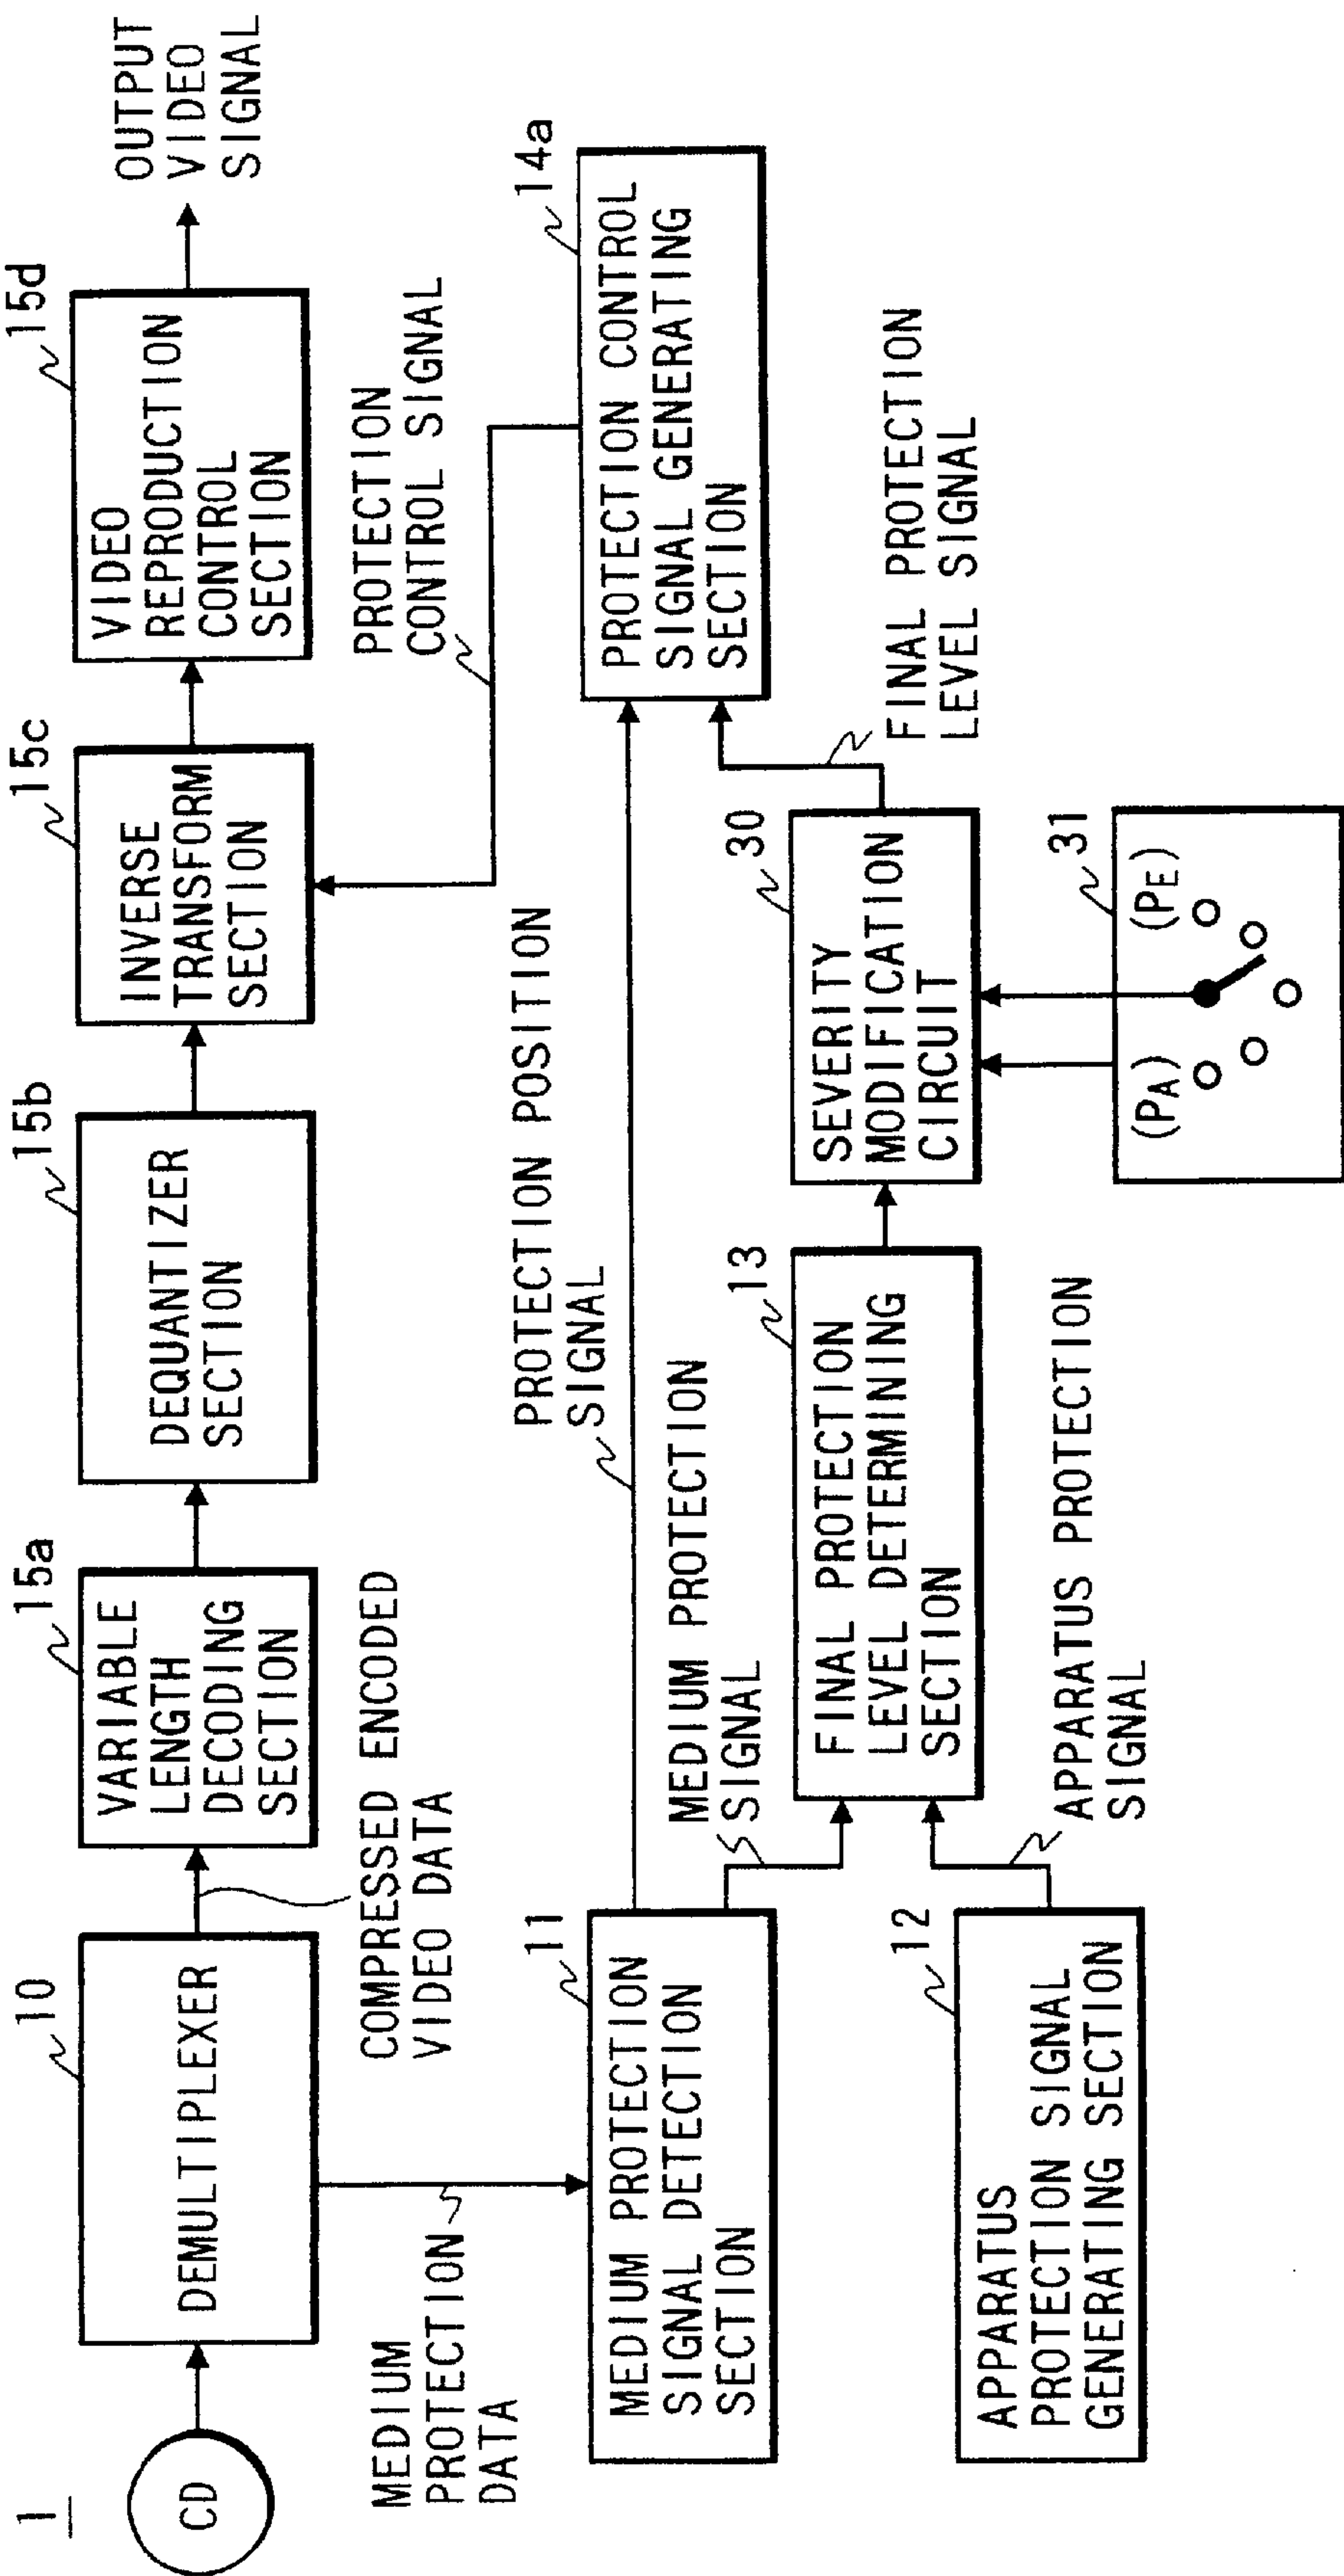 1
CD
10
DEMULTIPLEXER
COMPRESSED ENCODED
VIDEO DATA
15a
VARIABLE
LENGTH
DECODING
SECTION
15b
DEQUANTIZER
SECTION
15c
INVERSE
TRANSFORM
SECTION
15d
VIDEO
REPRODUCTION
CONTROL
SECTION
OUTPUT
VIDEO
SIGNAL
MEDIUM
PROTECTION
DATA
11
MEDIUM PROTECTION
SIGNAL DETECTION
SECTION
PROTECTION POSITION
SIGNAL
PROTECTION
CONTROL SIGNAL
14a
PROTECTION CONTROL
SIGNAL GENERATING
SECTION
MEDIUM PROTECTION
SIGNAL
12
APPARATUS
PROTECTION SIGNAL
GENERATING SECTION
APPARATUS PROTECTION
SIGNAL
13
FINAL PROTECTION
LEVEL DETERMINING
SECTION
30
SEVERITY
MODIFICATION
CIRCUIT
FINAL PROTECTION
LEVEL SIGNAL
31
(PA)
(PE)